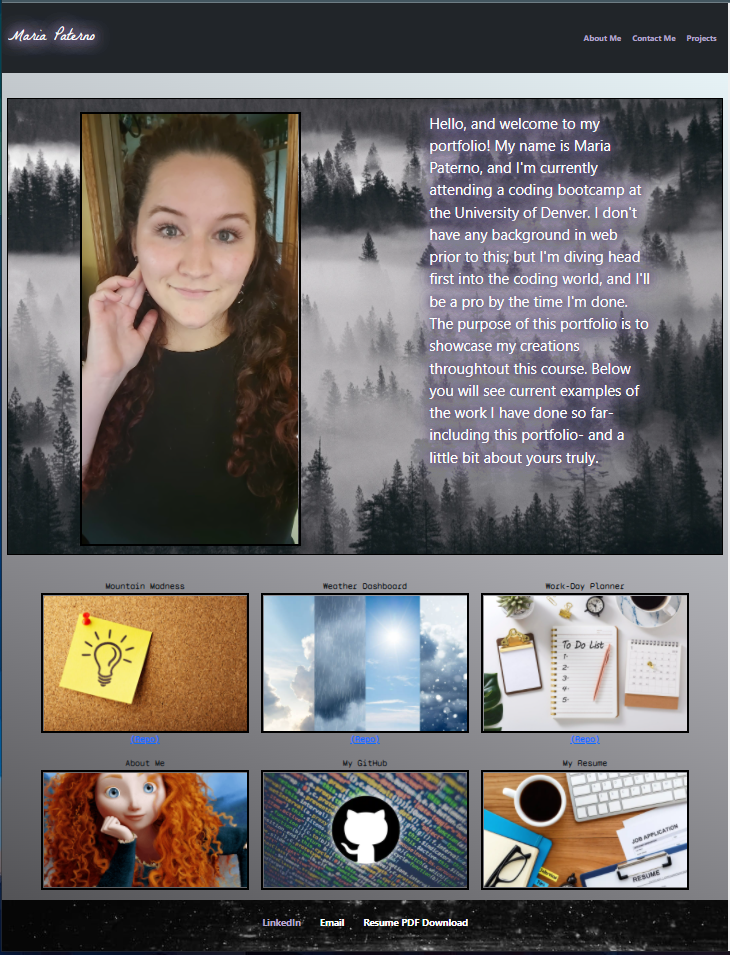 Maria Paterno
About Me Contact Me Projects
Hello, and welcome to my
portfolio! My name is Maria
Paterno, and I'm currently
attending a coding bootcamp at
the University of Denver. I don't
have any background in web
prior to this; but I'm diving head
first into the coding world, and I'll
be a pro by the time I'm done.
The purpose of this portfolio is to
showcase my creations
throughtout this course. Below
you will see current examples of
the work I have done so far-
including this portfolio- and a
little bit about yours truly.
Mountain Madness Weather Dashboard Work-Day Planner
To Do List
1-
2-
3-
4-
5-
(Repo) (Repo) (Repo)
About Me My GitHub My Resume
JOB APPLICATION
RESUME
LinkedIn Email Resume PDF Download